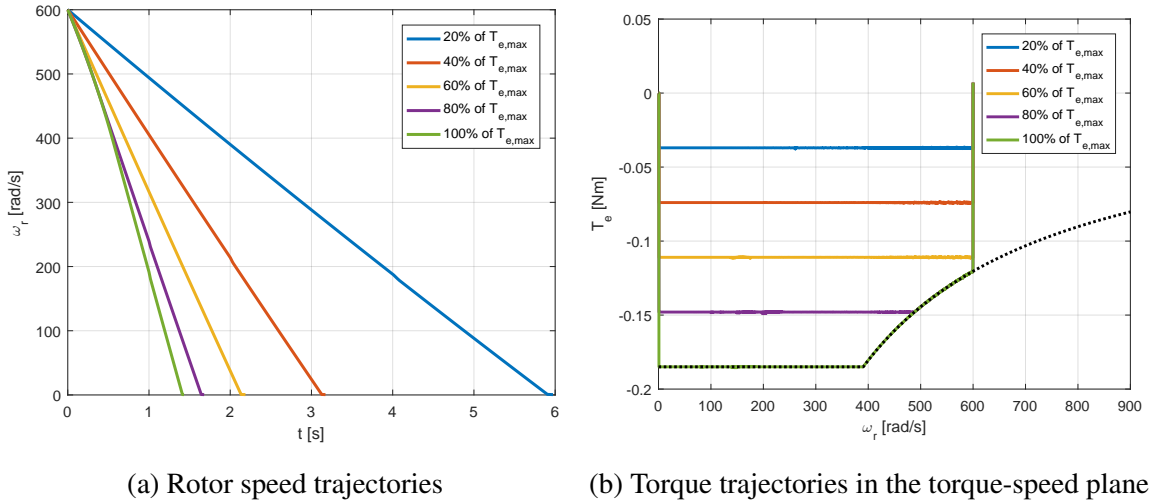 600
500
400
300
200
100
0
0 1 2 3 4 5 6
ω_r [rad/s]
t [s]
20% of T_e,max
40% of T_e,max
60% of T_e,max
80% of T_e,max
100% of T_e,max
(a) Rotor speed trajectories
0.05
0
-0.05
-0.1
-0.15
-0.2
0 100 200 300 400 500 600 700 800 900
T_e [Nm]
ω_r [rad/s]
20% of T_e,max
40% of T_e,max
60% of T_e,max
80% of T_e,max
100% of T_e,max
(b) Torque trajectories in the torque-speed plane